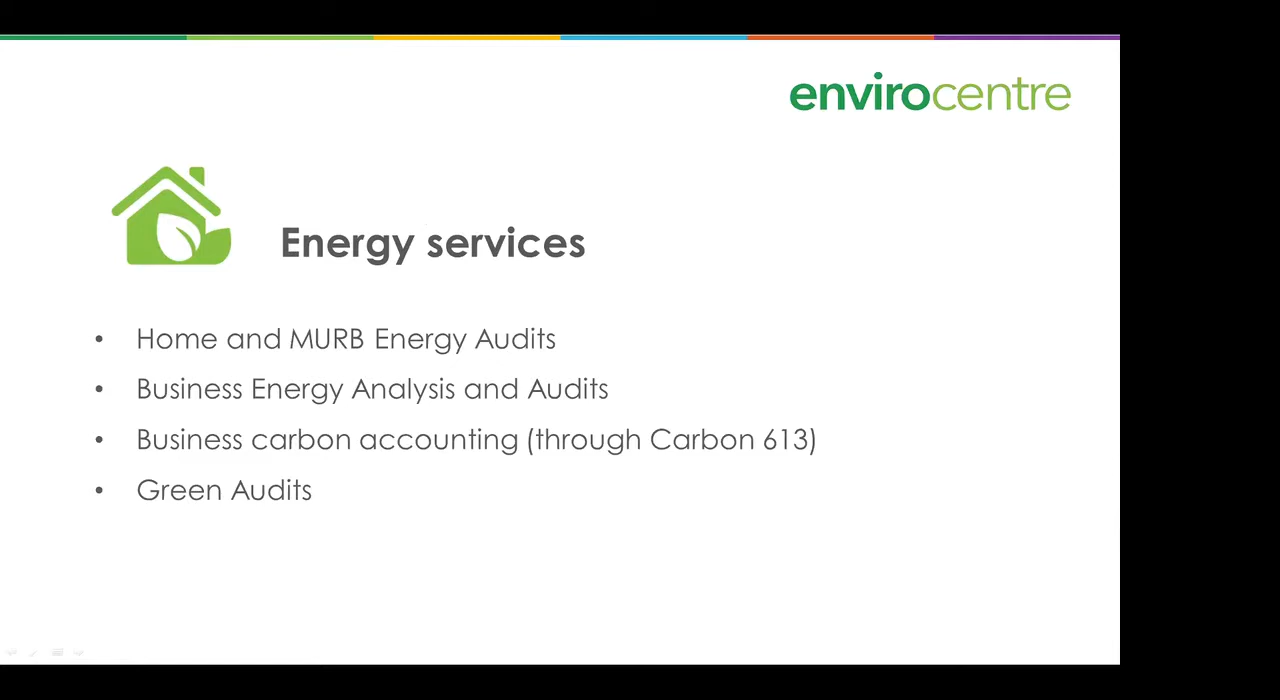 envirocentre
Energy services
• Home and MURB Energy Audits
• Business Energy Analysis and Audits
• Business carbon accounting (through Carbon 613)
• Green Audits